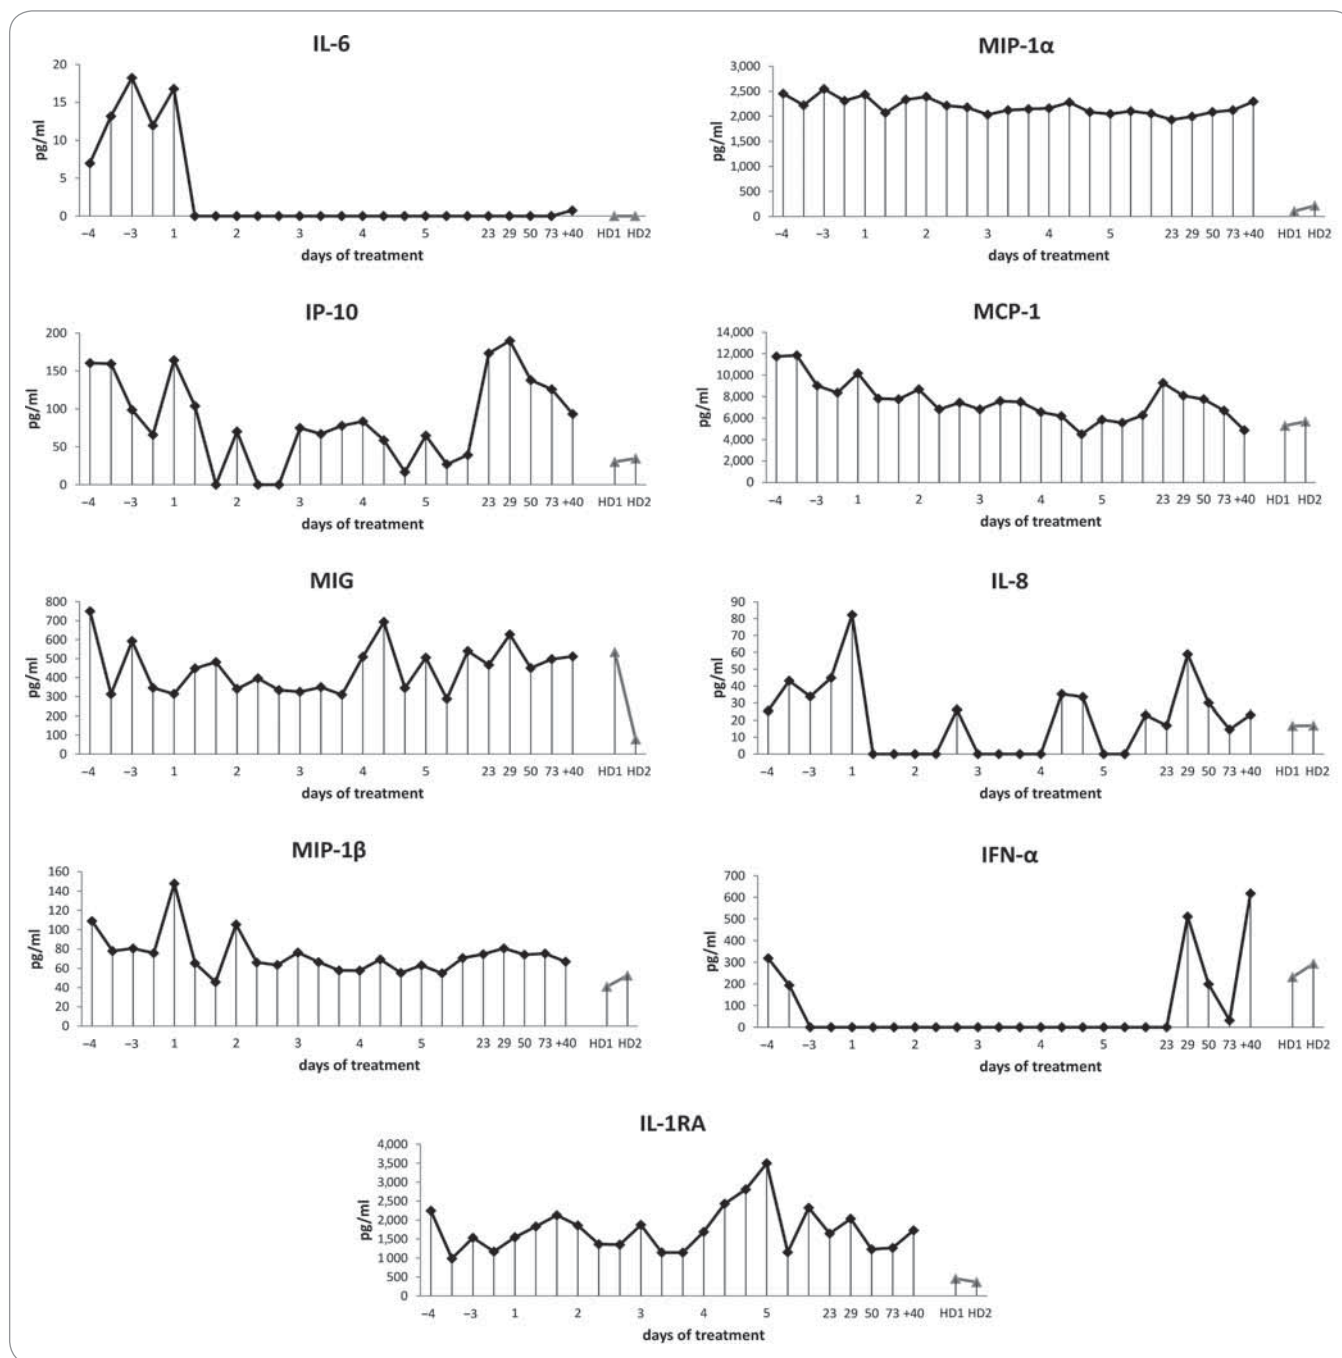 IL-6
20
15
10
5
0
pg/ml
−4 −3 1 2 3 4 5 23 29 50 73 +40 HD1 HD2
days of treatment
MIP-1α
3,000
2,500
2,000
1,500
1,000
500
0
pg/ml
−4 −3 1 2 3 4 5 23 29 50 73 +40 HD1 HD2
days of treatment
IP-10
200
150
100
50
0
pg/ml
−4 −3 1 2 3 4 5 23 29 50 73 +40 HD1 HD2
days of treatment
MCP-1
14,000
12,000
10,000
8,000
6,000
4,000
2,000
0
pg/ml
−4 −3 1 2 3 4 5 23 29 50 73 +40 HD1 HD2
days of treatment
MIG
800
700
600
500
400
300
200
100
0
pg/ml
−4 −3 1 2 3 4 5 23 29 50 73 +40 HD1 HD2
days of treatment
IL-8
90
80
70
60
50
40
30
20
10
0
pg/ml
−4 −3 1 2 3 4 5 23 29 50 73 +40 HD1 HD2
days of treatment
MIP-1β
160
140
120
100
80
60
40
20
0
pg/ml
−4 −3 1 2 3 4 5 23 29 50 73 +40 HD1 HD2
days of treatment
IFN-α
700
600
500
400
300
200
100
0
pg/ml
−4 −3 1 2 3 4 5 23 29 50 73 +40 HD1 HD2
days of treatment
IL-1RA
4,000
3,500
3,000
2,500
2,000
1,500
1 000
500
0
pg/ml
−4 −3 1 2 3 4 5 23 29 50 73 +40 HD1 HD2
days of treatment